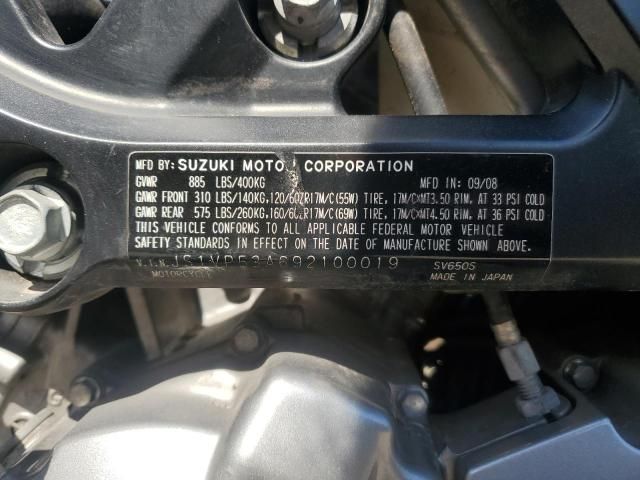 MFD BY: SUZUKI MOTO CORPORATION
GVWR 885 LBS/400KG MFD IN 09/08
GAWR FRONT 310 LBS/140KG,120/60ZR17M/C(55W) TIRE, 17M/C×MT3.50 RIM, AT 33 PSI COLD
GAWR REAR 575 LBS/260KG,160/60ZR17M/C(69W) TIRE, 17M/C×MT4.50 RIM, AT 36 PSI COLD
THIS VEHICLE CONFORMS TO ALL APPLICABLE FEDERAL MOTOR VEHICLE
SAFETY STANDARDS IN EFFECT ON THE DATE OF MANUFACTURE SHOWN ABOVE.
V.I.N. JS1VP53A692100019 SV650S
MOTORCYCLE MADE IN JAPAN